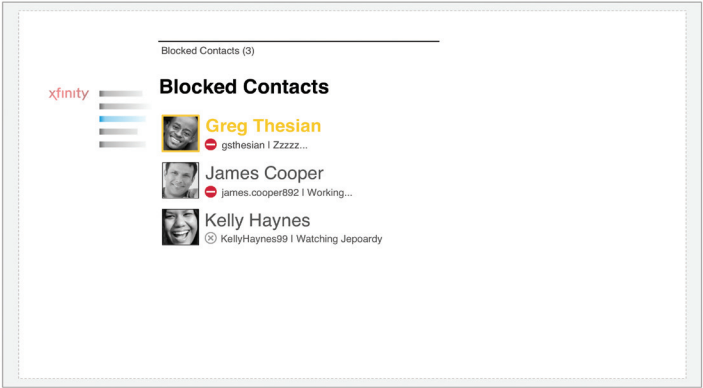 Blocked Contacts (3)
xfinity
Blocked Contacts
Greg Thesian
gsthesian | Zzzzz...
James Cooper
james.cooper892 | Working...
Kelly Haynes
KellyHaynes99 | Watching Jepoardy